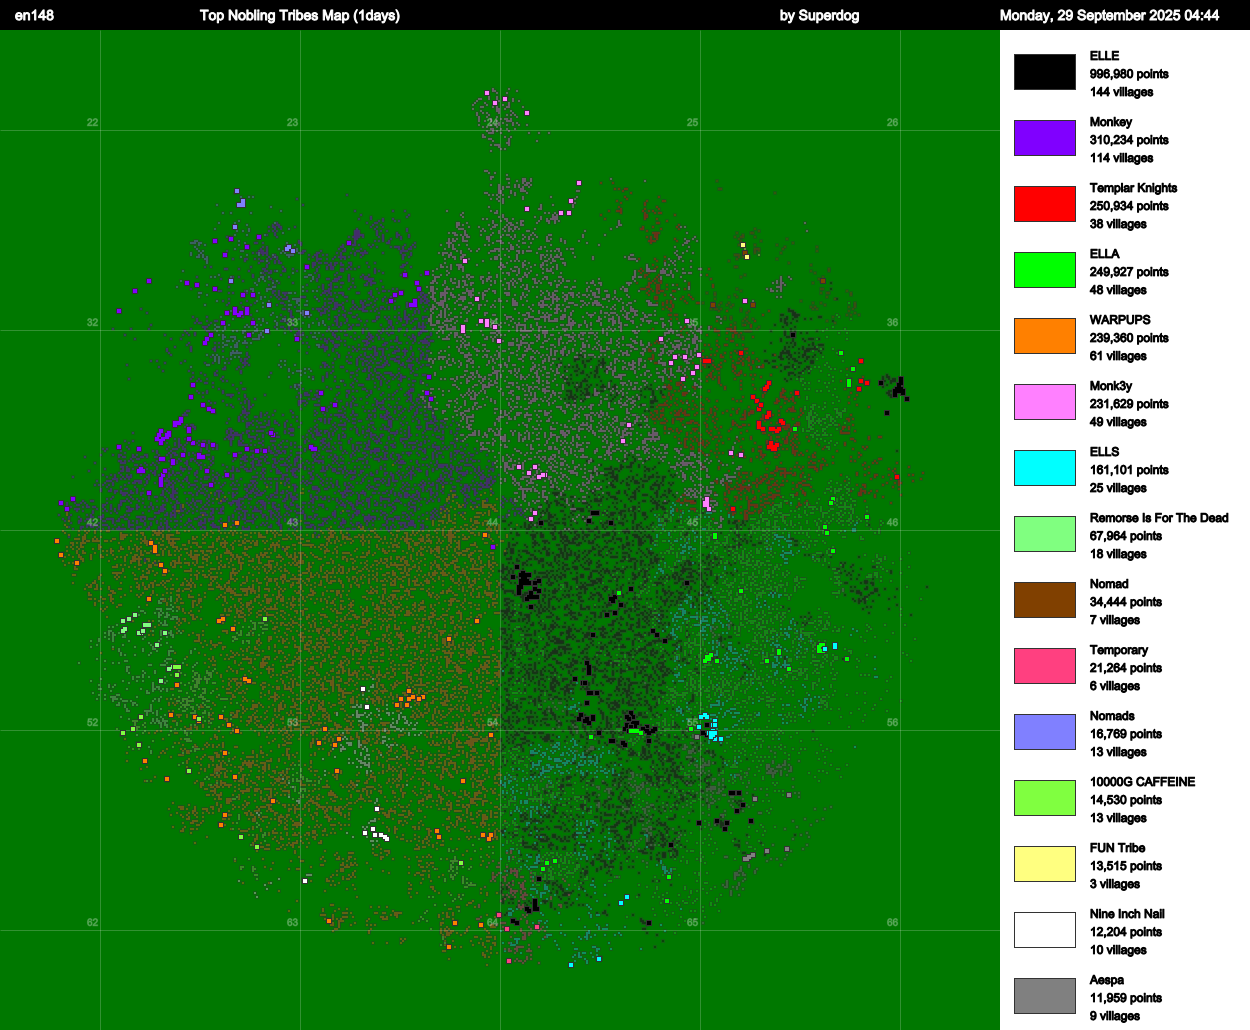 en148 Top Nobling Tribes Map (1days) by Superdog Monday, 29 September 2025 04:44
ELLE
996,980 points
144 villages
Monkey
310,234 points
114 villages
Templar Knights
250,934 points
38 villages
ELLA
249,927 points
48 villages
WARPUPS
239,360 points
61 villages
Monk3y
231,629 points
49 villages
ELLS
161,101 points
25 villages
Remorse Is For The Dead
67,964 points
18 villages
Nomad
34,444 points
7 villages
Temporary
21,264 points
6 villages
Nomads
16,769 points
13 villages
10000G CAFFEINE
14,530 points
13 villages
FUN Tribe
13,515 points
3 villages
Nine Inch Nail
12,204 points
10 villages
Aespa
11,959 points
9 villages
22 23 24 25 26
32 33 34 35 36
42 43 44 45 46
52 53 54 55 56
62 63 64 65 66